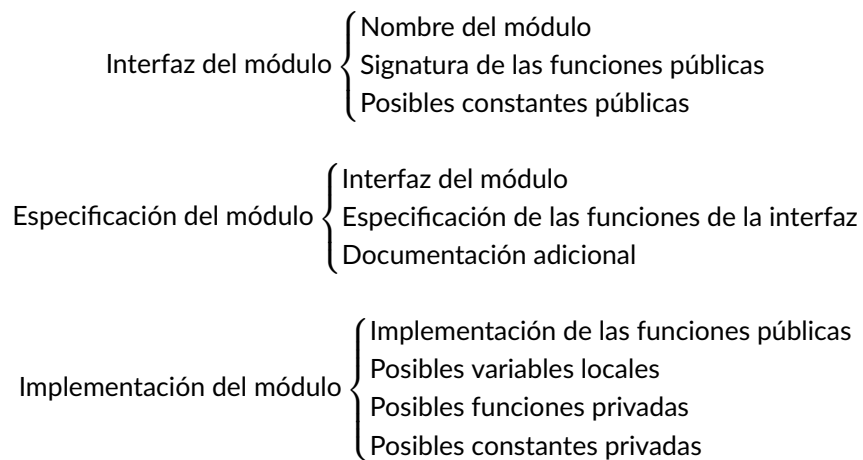 Interfaz del módulo
Nombre del módulo
Signatura de las funciones públicas
Posibles constantes públicas
Especificación del módulo
Interfaz del módulo
Especificación de las funciones de la interfaz
Documentación adicional
Implementación del módulo
Implementación de las funciones públicas
Posibles variables locales
Posibles funciones privadas
Posibles constantes privadas